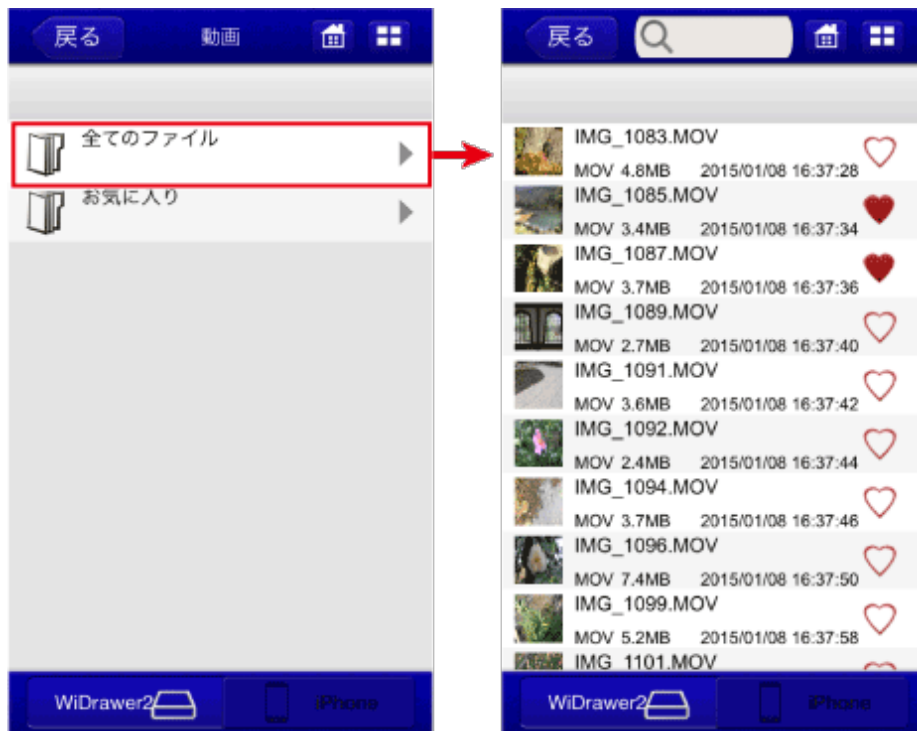 戻る
動画
全てのファイル
お気に入り
WiDrawer2
iPhone
戻る
IMG_1083.MOV
MOV 4.8MB 2015/01/08 16:37:28
IMG_1085.MOV
MOV 3.4MB 2015/01/08 16:37:34
IMG_1087.MOV
MOV 3.7MB 2015/01/08 16:37:36
IMG_1089.MOV
MOV 2.7MB 2015/01/08 16:37:40
IMG_1091.MOV
MOV 3.6MB 2015/01/08 16:37:42
IMG_1092.MOV
MOV 2.4MB 2015/01/08 16:37:44
IMG_1094.MOV
MOV 3.7MB 2015/01/08 16:37:46
IMG_1096.MOV
MOV 7.4MB 2015/01/08 16:37:50
IMG_1099.MOV
MOV 5.2MB 2015/01/08 16:37:58
IMG_1101.MOV
WiDrawer2
iPhone